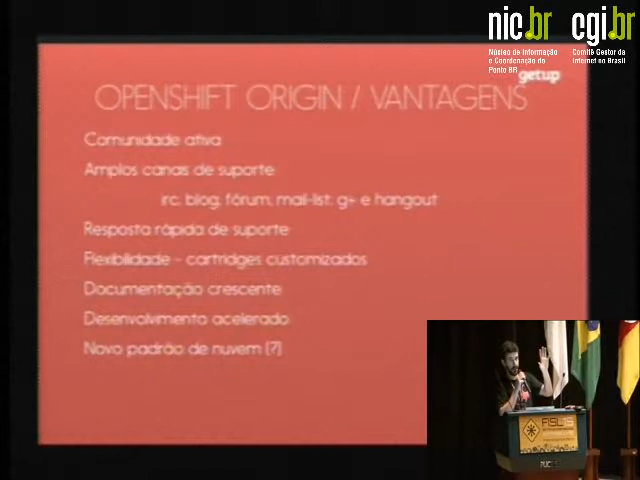 nic.br cgi.br
Núcleo de Informação
e Coordenação do
Ponto BR
Comitê Gestor da
Internet no Brasil
getup
OPENSHIFT ORIGIN / VANTAGENS
Comunidade ativa
Amplos canais de suporte
irc, blog, fórum, mail-list, g+ e hangout
Resposta rápida de suporte
Flexibilidade - cartridges customizados
Documentação crescente
Desenvolvimento acelerado
Novo padrão de nuvem (?)